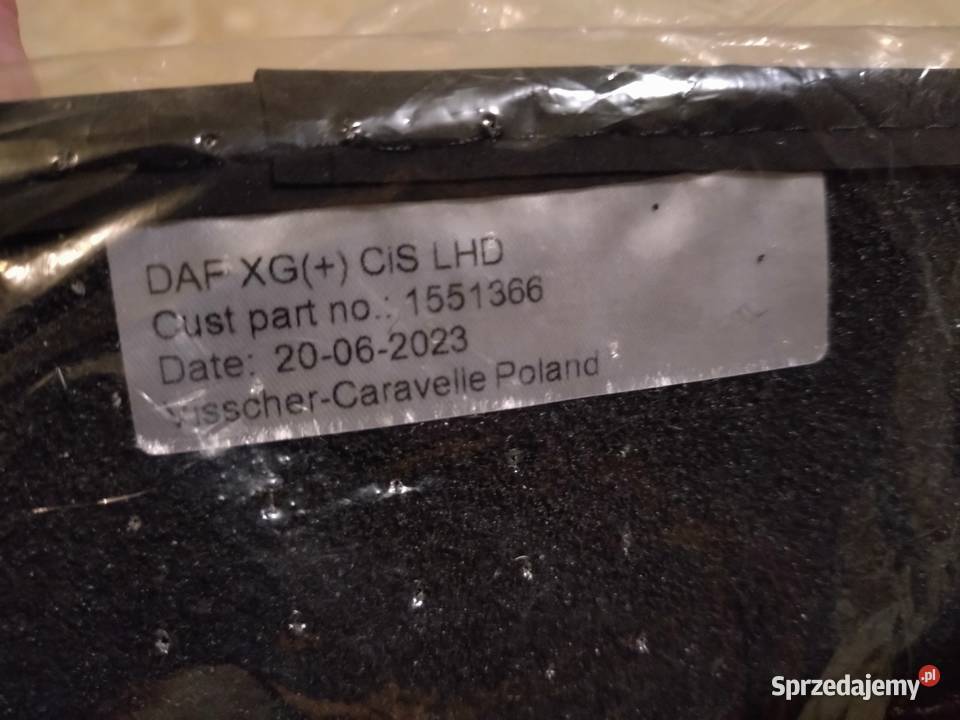 DAF XG(+) CiS LHD
Cust part no.: 1551366
Date: 20-06-2023
Visscher-Caravelle Poland
Sprzedajemy.pl